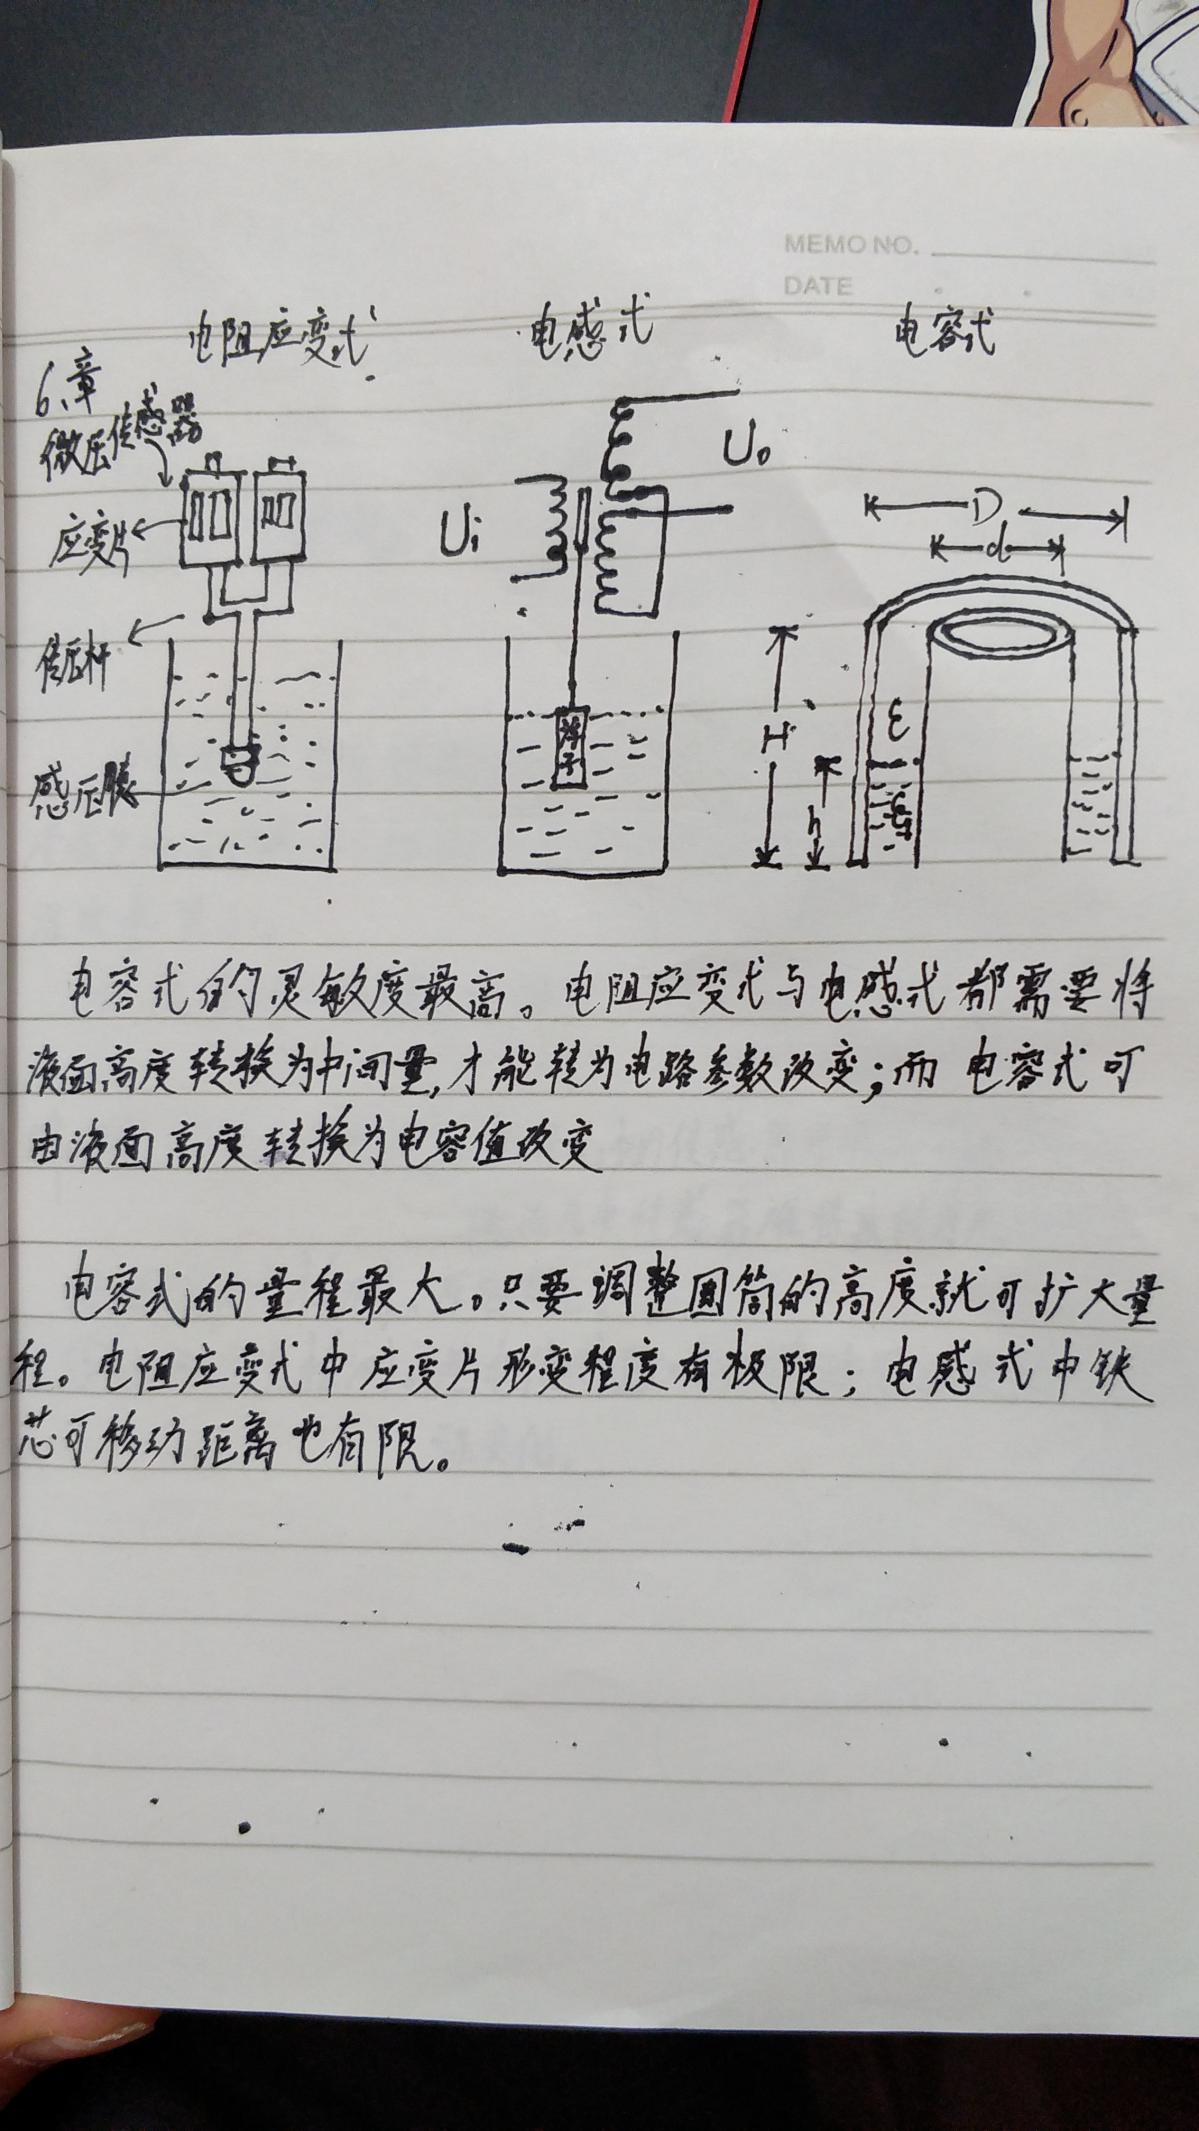 MEMO NO.
DATE
电阻应变式 电感式 电容式
6、章
微压传感器
应变片
传压杆
感压膜
Ui
Uo
浮子
D
d
H
h
ε
电容式的灵敏度最高。电阻应变式与电感式都需要将
液面高度转换为中间量,才能转为电路参数改变;而电容式可
由液面高度转换为电容值改变
电容式的量程最大。只要调整圆筒的高度就可扩大量
程。电阻应变式中应变片形变程度有极限;电感式中铁
芯可移动距离也有限。